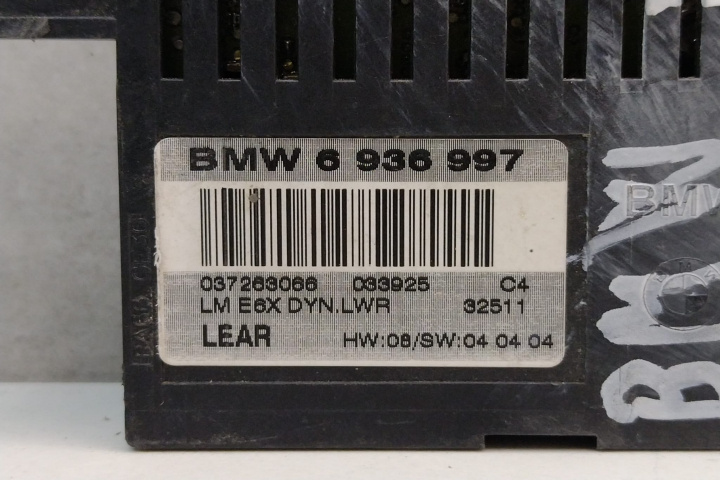 BMW 6 936 997
037263066 033925 C4
LM E6X DYN.LWR 32511
LEAR HW:08/SW:04 04 04
BMW
BMW